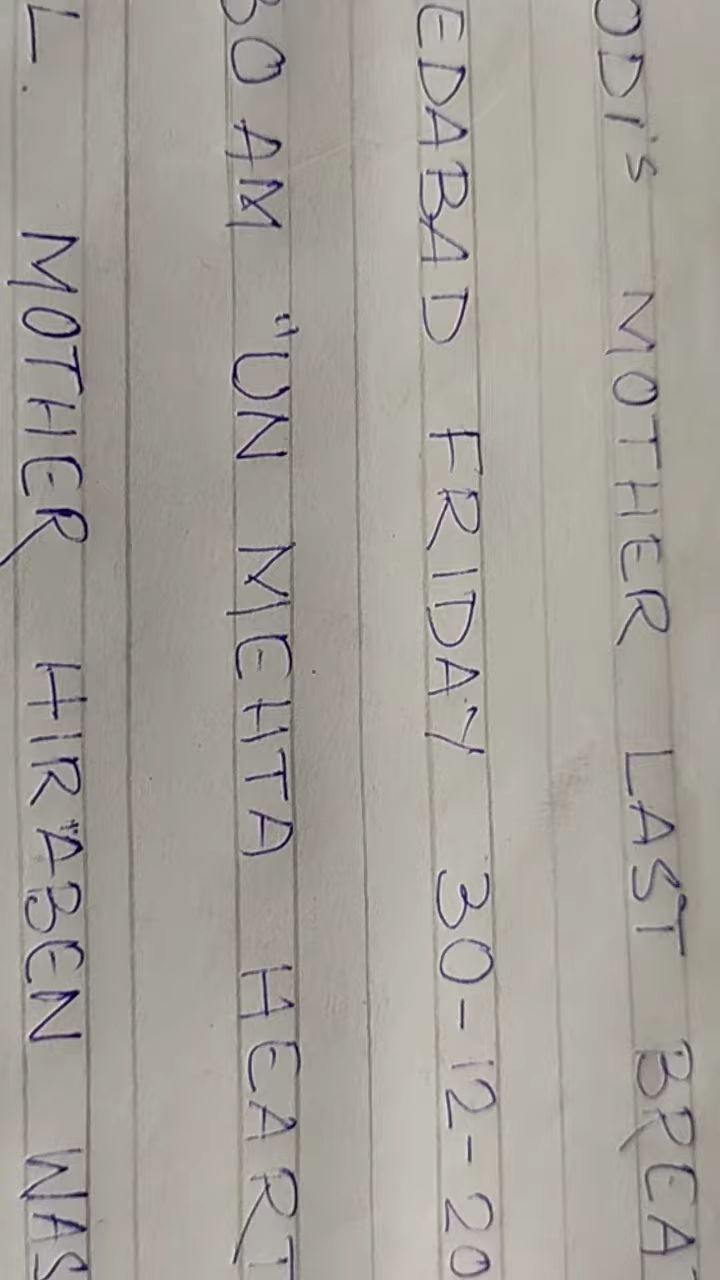 ODI's MOTHER LAST BREA
EDABAD FRIDAY 30-12-20
30 AM "UN MEHTA HEART
L. MOTHER HIRABEN WAS